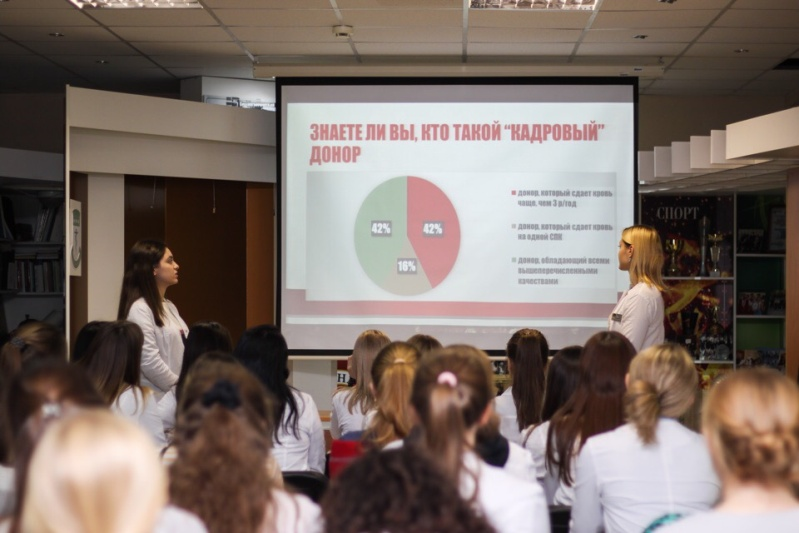 ЗНАЕТЕ ЛИ ВЫ, КТО ТАКОЙ “КАДРОВЫЙ”
ДОНОР
42%
42%
16%
донор, который сдает кровь
чаще, чем 3 р/год
донор, который сдает кровь
на одной СПК
донор, обладающий всеми
вышеперечисленными
качествами
СПОРТ